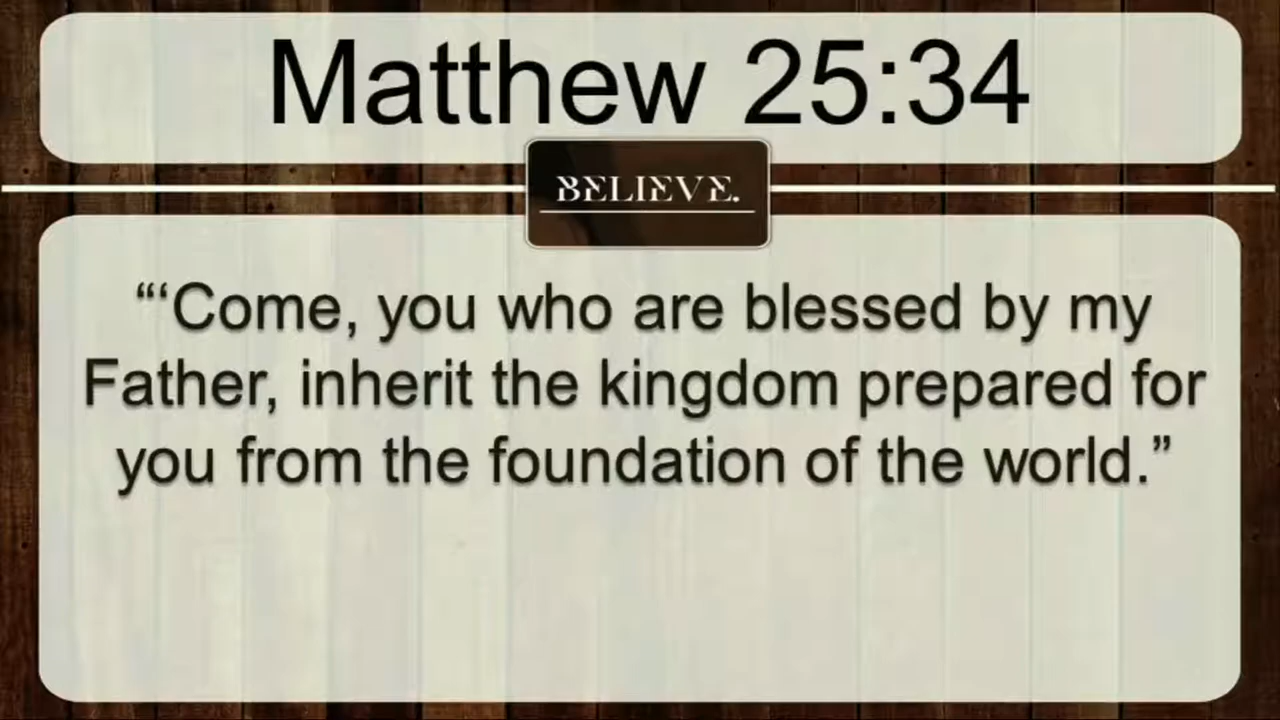 Matthew 25:34
BELIEVE.
“‘Come, you who are blessed by my
Father, inherit the kingdom prepared for
you from the foundation of the world.”